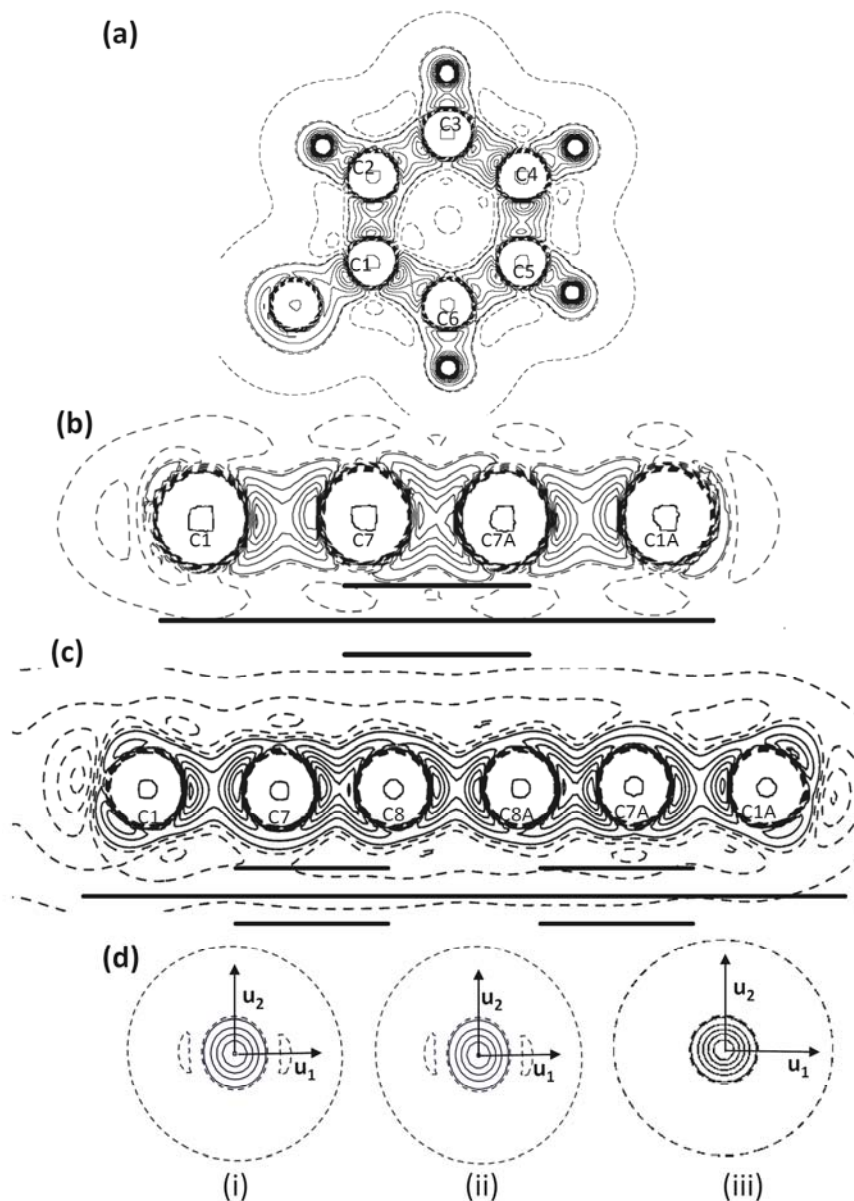 (a)
C3
C2
C4
C1
C5
C6
(b)
C1 C7 C7A C1A
(c)
C1 C7 C8 C8A C7A C1A
(d)
u2 u2 u2
u1 u1 u1
(i) (ii) (iii)